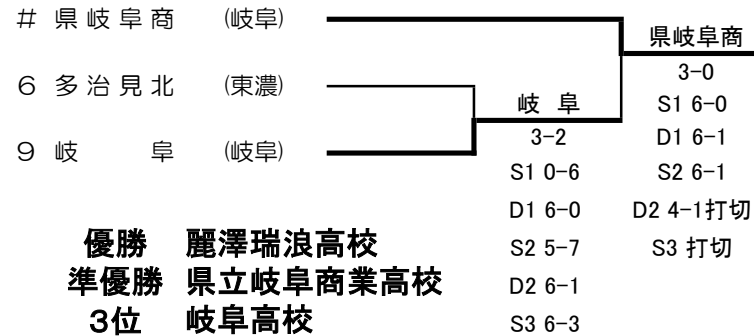 # 県岐阜商 (岐阜)
県岐阜商
3-0
6 多治見北 (東濃)
岐 阜
S1 6-0
3-2
D1 6-1
9 岐 阜 (岐阜)
S1 0-6
S2 6-1
D1 6-0
D2 4-1打切
優勝 麗澤瑞浪高校
S2 5-7
S3 打切
準優勝 県立岐阜商業高校
D2 6-1
3位 岐阜高校
S3 6-3